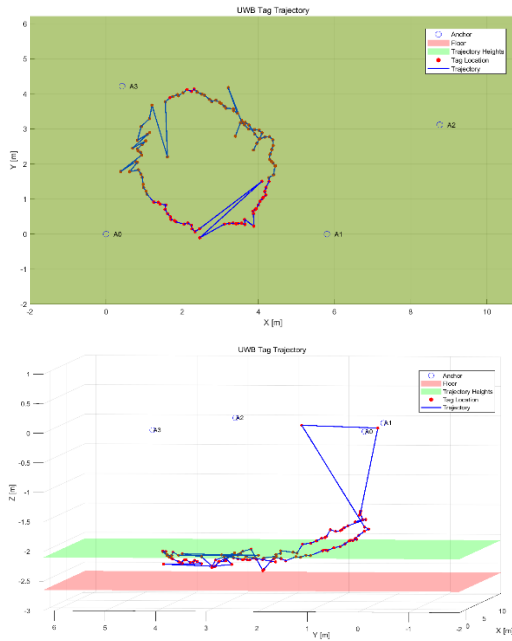 UWB Tag Trajectory
Anchor
Floor
Trajectory Heights
Tag Location
Trajectory
A3
A2
A0
A1
Y [m]
6
5
4
3
2
1
0
-1
-2
-2
0
2
4
6
8
10
X [m]
UWB Tag Trajectory
Anchor
Floor
Trajectory Heights
Tag Location
Trajectory
A3
A2
A0
A1
Z [m]
1
0.5
0
-0.5
-1
-1.5
-2
-2.5
-3
6
5
4
3
2
1
0
-1
-2
Y [m]
0
5
10
X [m]